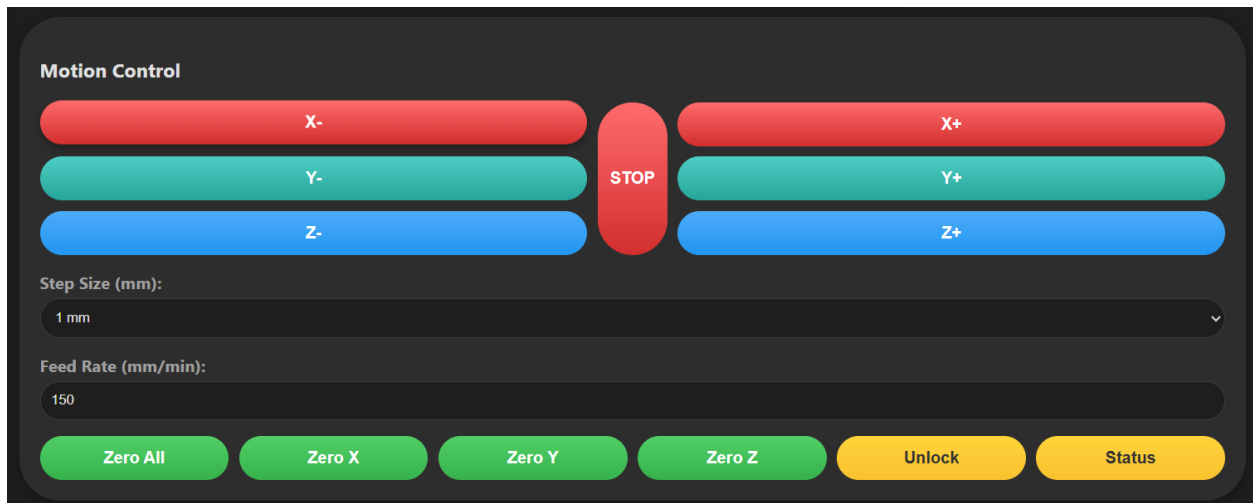 Motion Control
X-
X+
Y-
STOP
Y+
Z-
Z+
Step Size (mm):
1 mm
Feed Rate (mm/min):
150
Zero All
Zero X
Zero Y
Zero Z
Unlock
Status